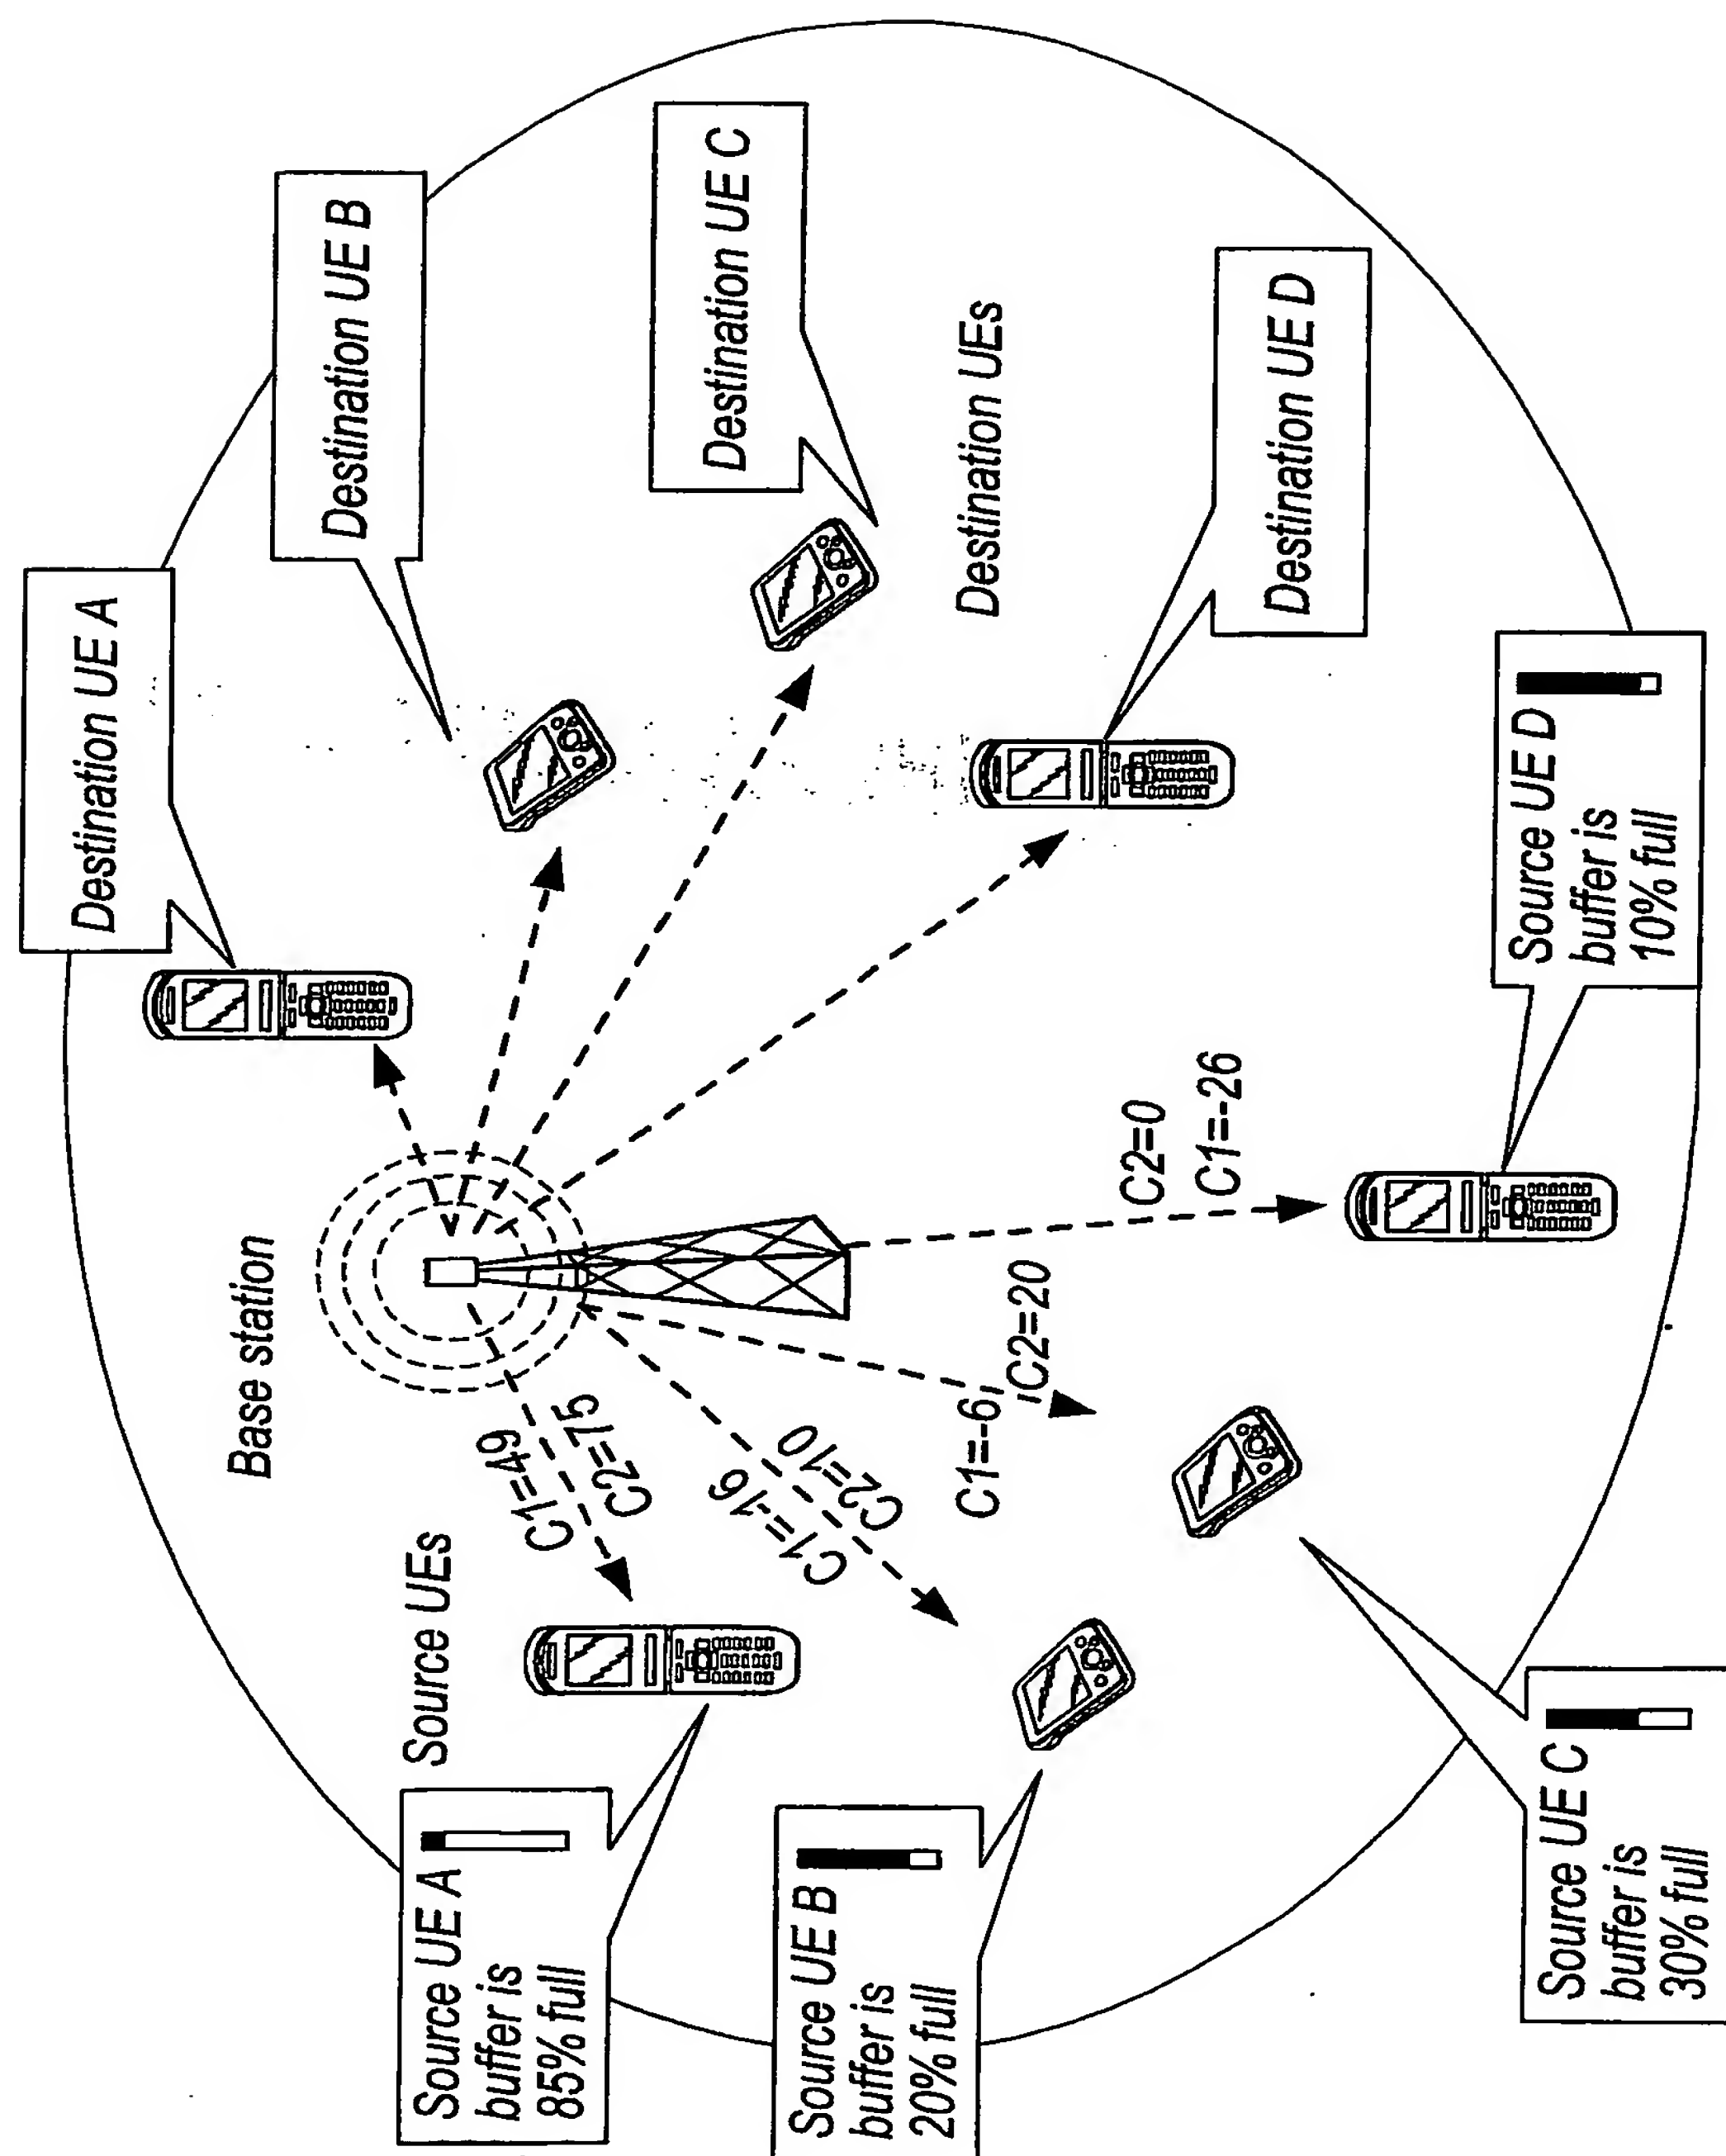 Source UE A
buffer is
85% full
Source UE B
buffer is
20% full
Source UE C
buffer is
30% full
Source UEs
C1=49
C2=75
C1=-16
C2=10
C1=-6
C2=20
Base station
C2=0
C1=-26
Source UE D
buffer is
10% full
Destination UE A
Destination UE B
Destination UE C
Destination UEs
Destination UE D